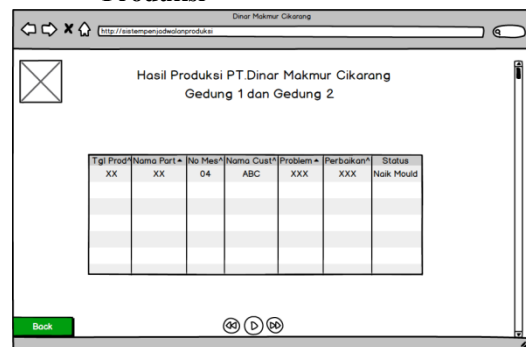 Produksi
Dinar Makmur Cikarang
http://sistempenjadwalanproduksi
Hasil Produksi PT.Dinar Makmur Cikarang
Gedung 1 dan Gedung 2
Tgl Prod^ Nama Part No Mes^ Nama Cust^ Problem Perbaikan^ Status
XX XX 04 ABC XXX XXX Naik Mould
Back